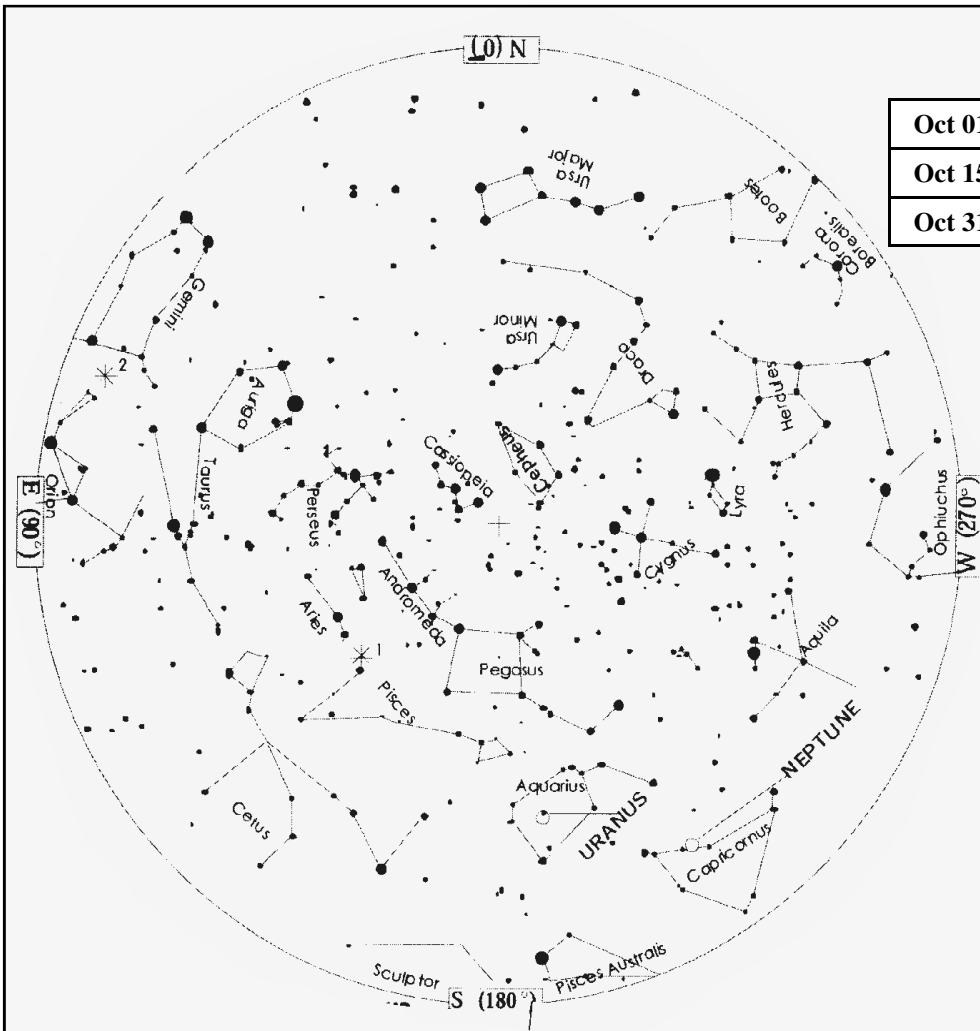 (0) N
Oct 01
Oct 15
Oct 31
Ursa
Major
Bootes
Corona
Borealis
Gemini
Ursa
Minor
Draco
Hercules
2
Auriga
Cassiopeia
Cepheus
Lyra
Taurus
Perseus
Orion
E (90°)
Ophiuchus
W (270°)
Cygnus
Andromeda
Aries
1
Pegasus
Aquila
Pisces
NEPTUNE
Aquarius
URANUS
Cetus
Capricornus
Sculptor
Pisces Australis
S (180°)